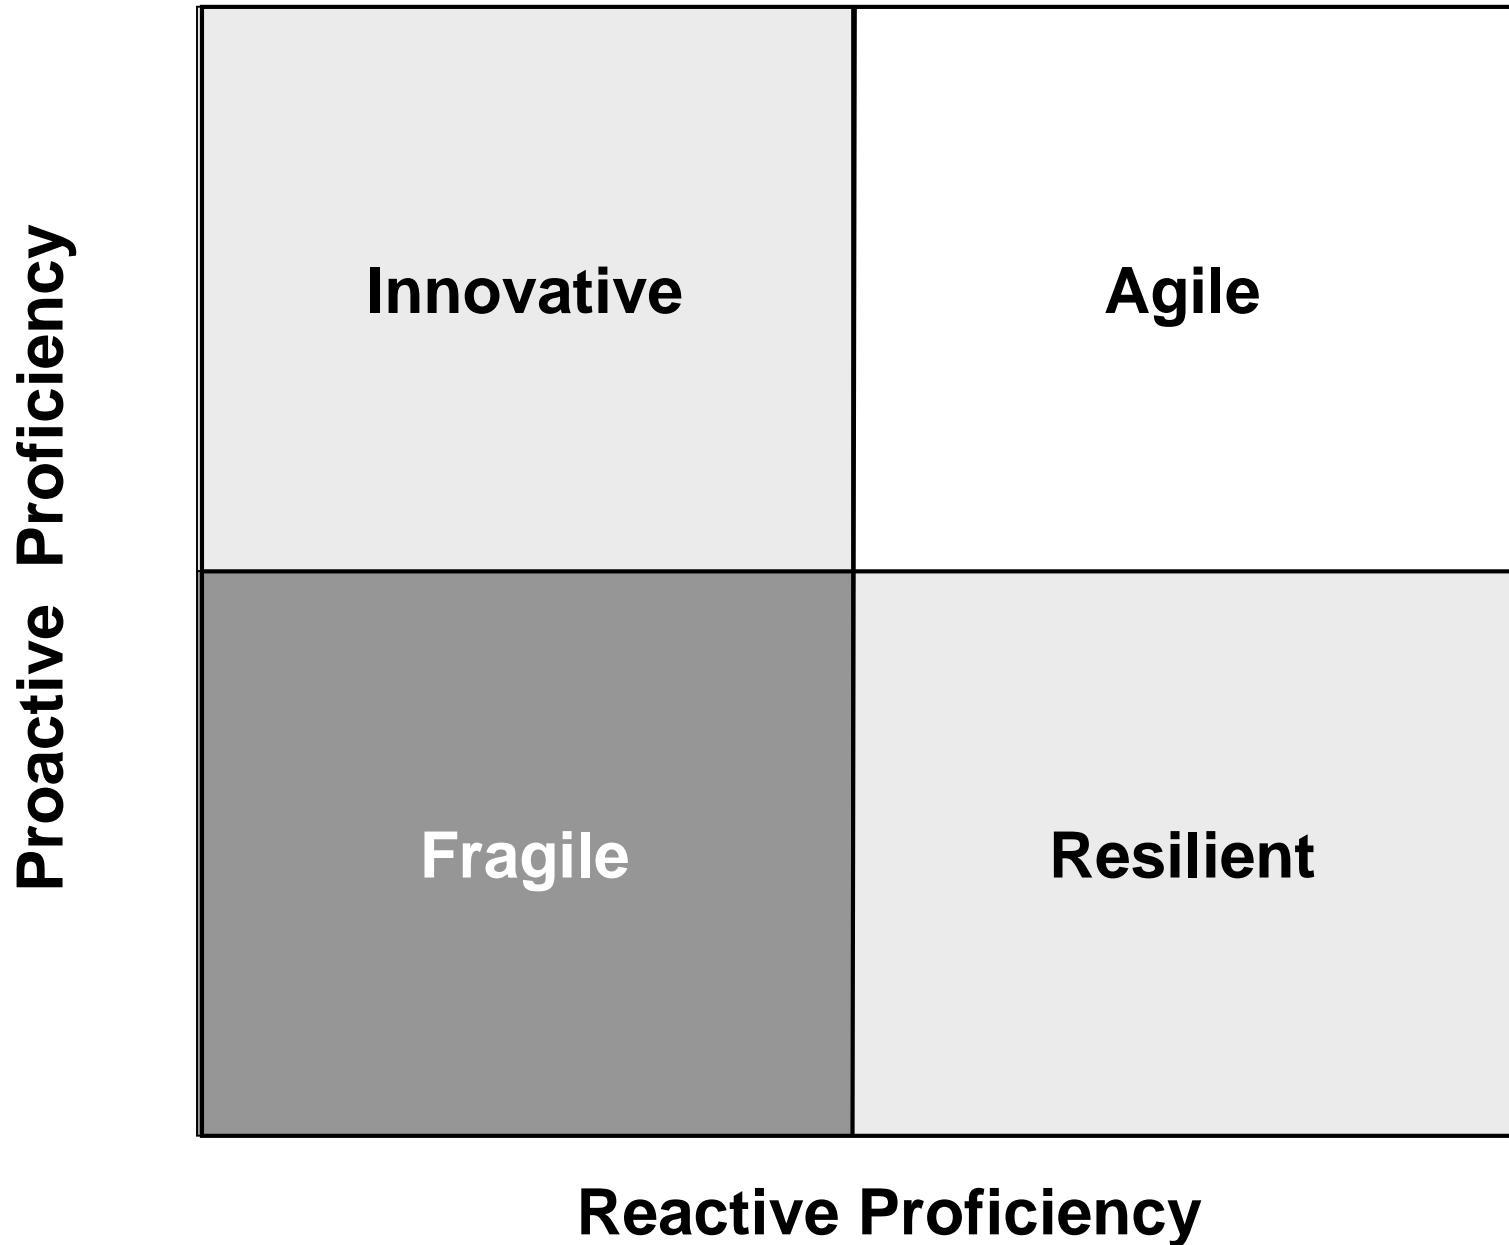 Proactive Proficiency
Innovative
Agile
Fragile
Resilient
Reactive Proficiency